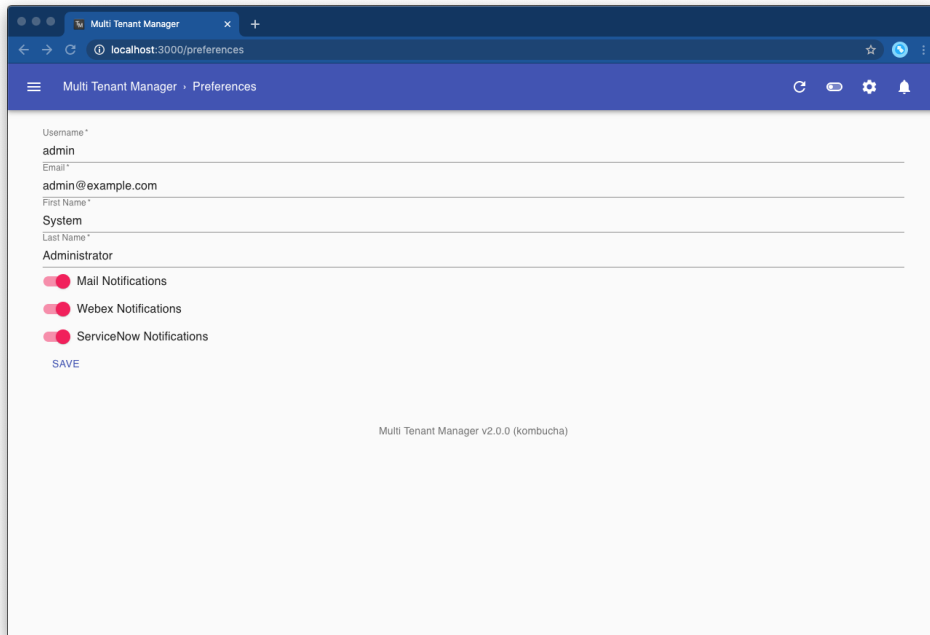 Multi Tenant Manager
localhost:3000/preferences
Multi Tenant Manager › Preferences
Username *
admin
Email *
admin@example.com
First Name *
System
Last Name *
Administrator
Mail Notifications
Webex Notifications
ServiceNow Notifications
SAVE
Multi Tenant Manager v2.0.0 (kombucha)